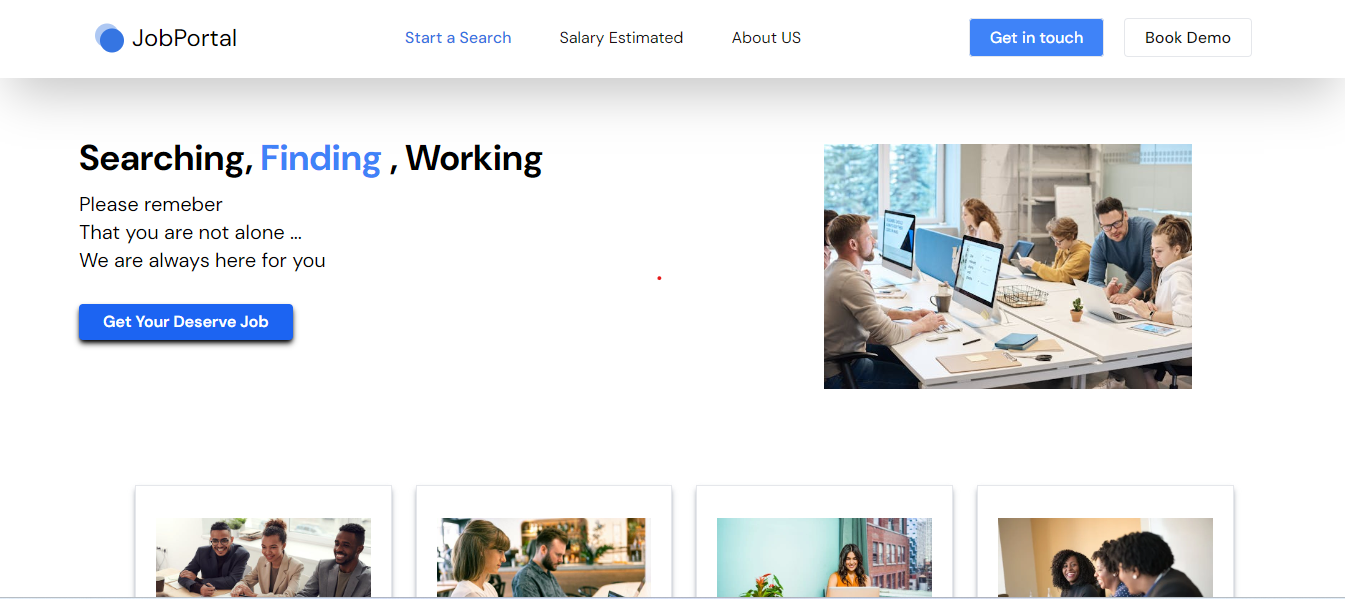 JobPortal
Start a Search
Salary Estimated
About US
Get in touch
Book Demo
Searching, Finding , Working
Please remeber
That you are not alone ...
We are always here for you
Get Your Deserve Job